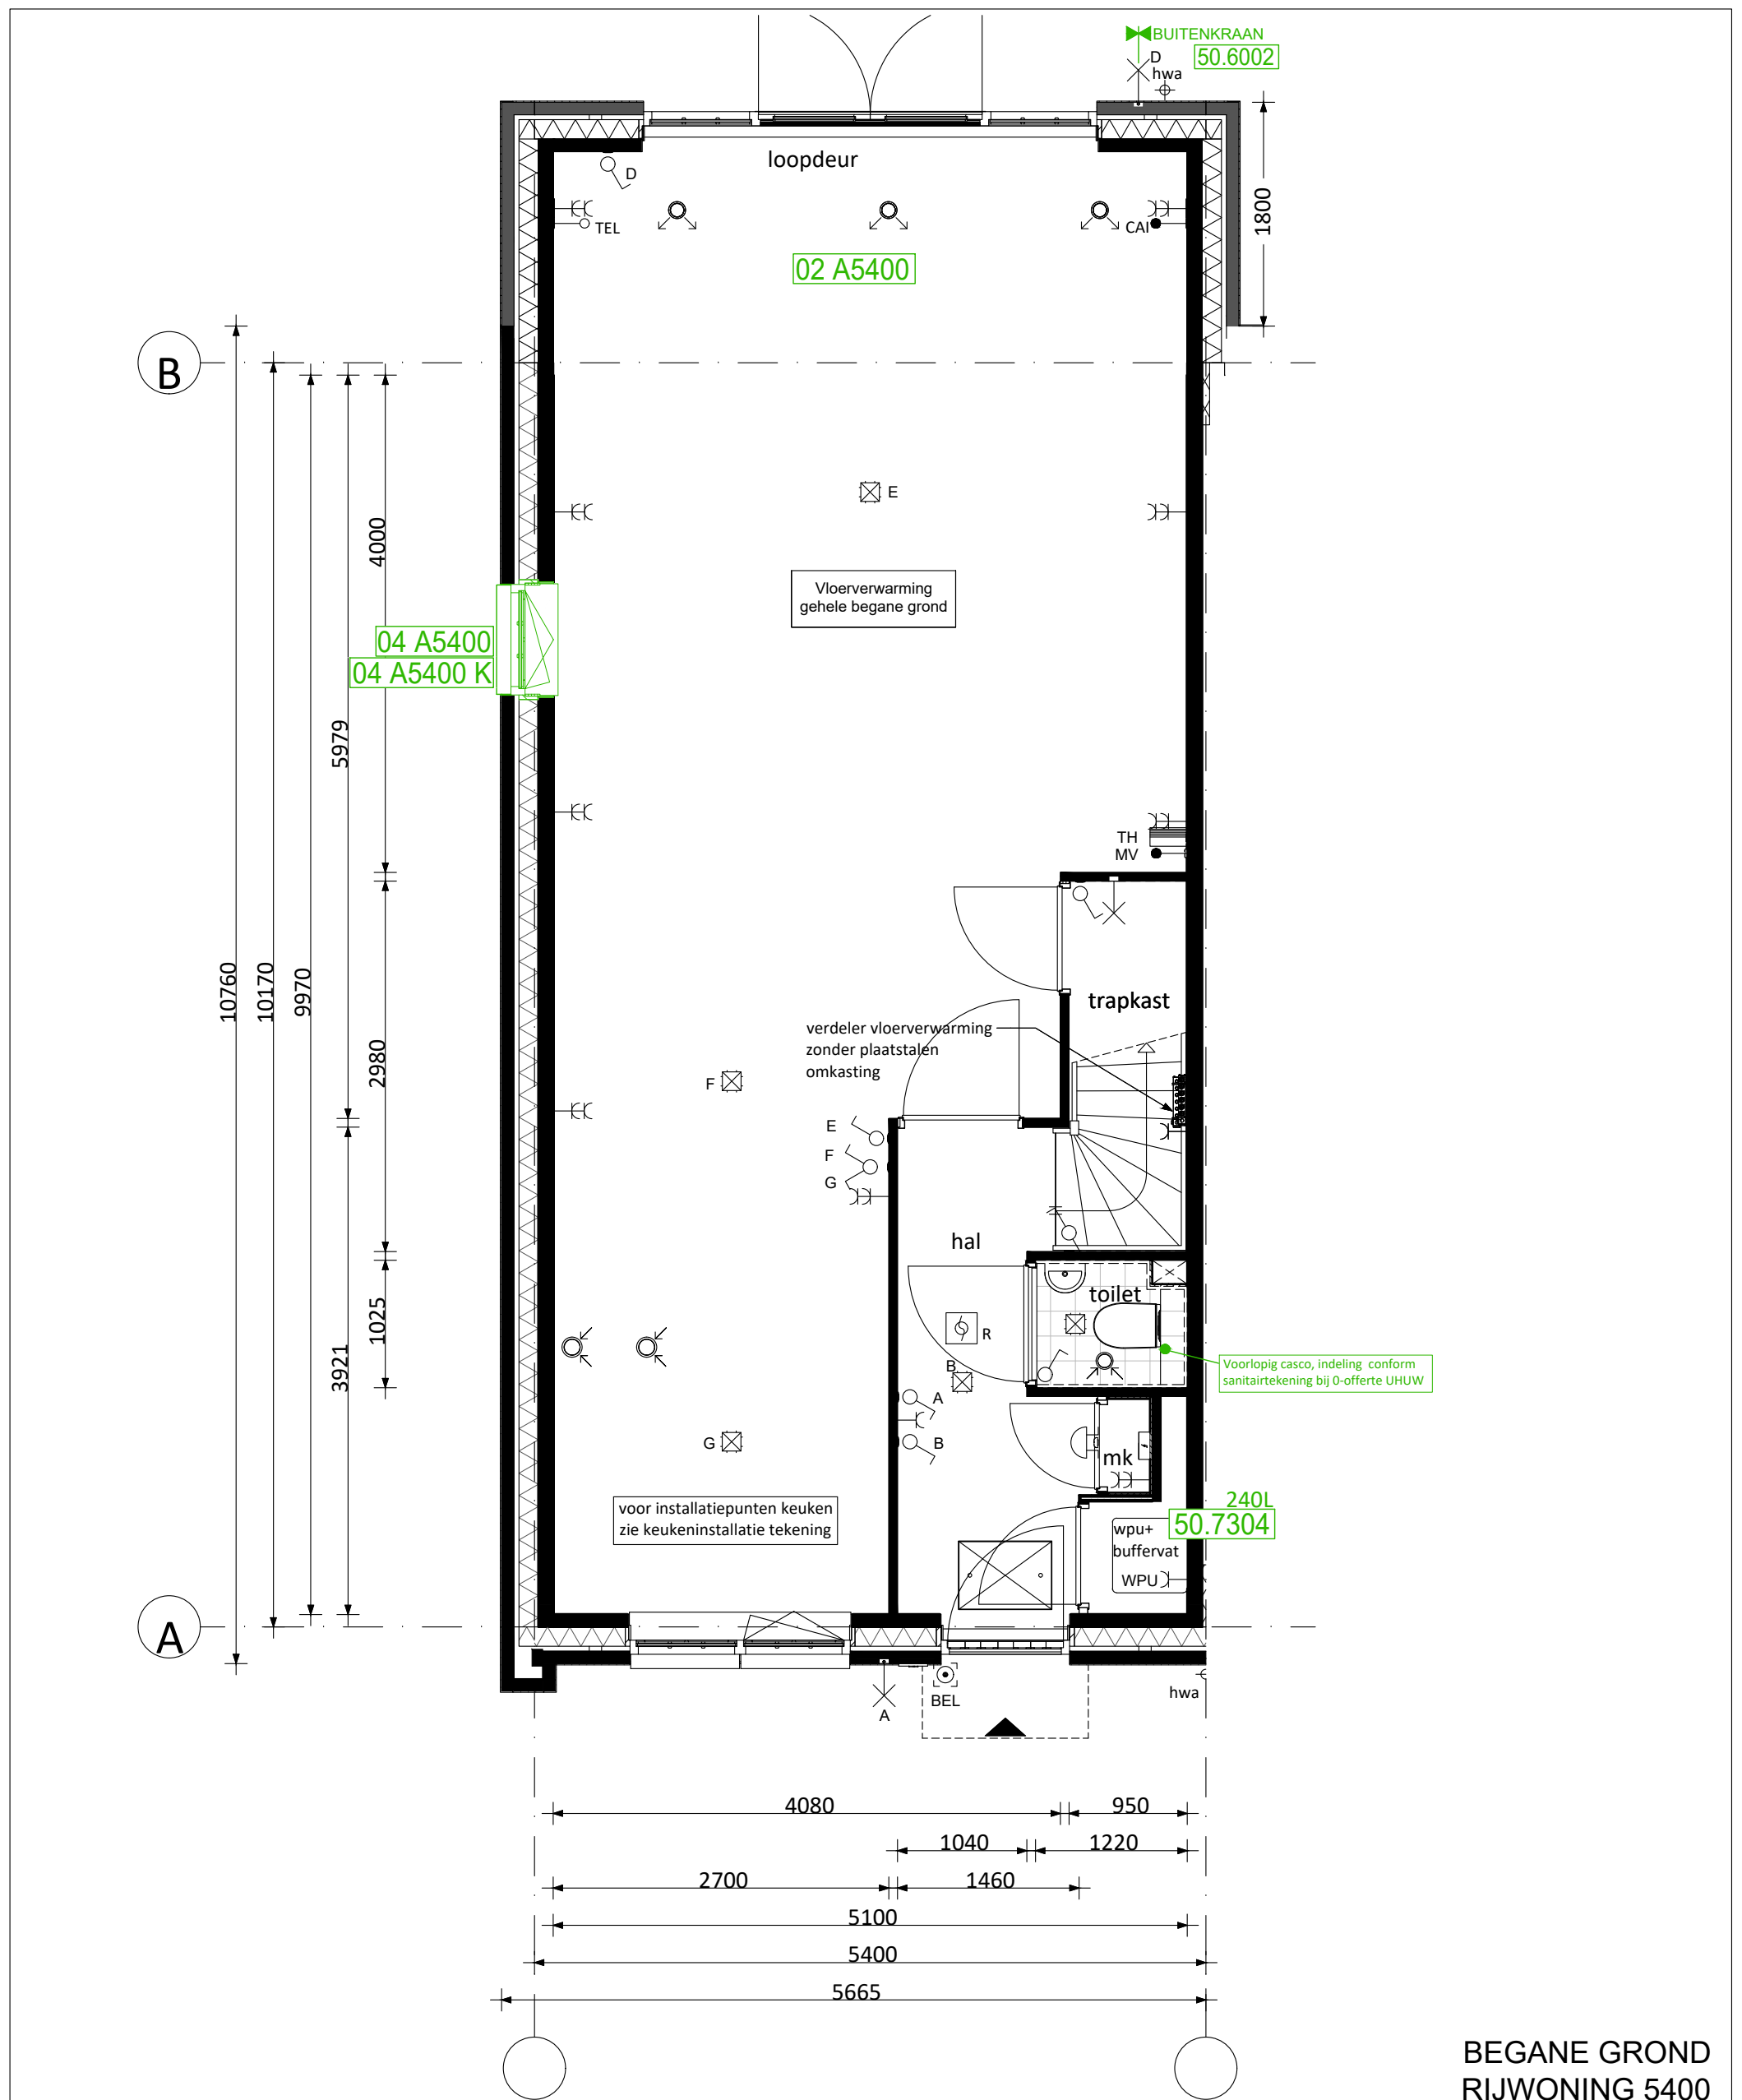 BUITENKRAAN
50.6002
D
hwa
loopdeur
D
TEL
CAI
1800
02 A5400
B
E
4000
Vloerverwarming
gehele begane grond
04 A5400
04 A5400 K
5979
TH
MV
10760
10170
9970
trapkast
verdeler vloerverwarming
zonder plaatstalen
omkasting
2980
F
E
F
G
hal
toilet
1025
R
3921
B
Voorlopig casco, indeling conform
sanitairtekening bij 0-offerte UHUW
A
B
G
mk
240L
50.7304
voor installatiepunten keuken
zie keukeninstallatie tekening
wpu+
buffervat
WPU
A
BEL
hwa
A
4080
950
1040
1220
2700
1460
5100
5400
5665
BEGANE GROND
RIJWONING 5400